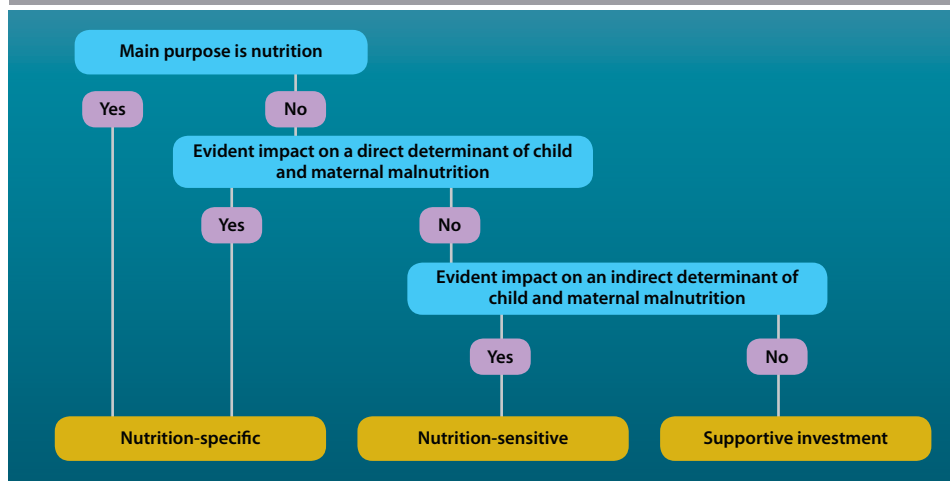 Main purpose is nutrition
Yes
No
Evident impact on a direct determinant of child
and maternal malnutrition
Yes
No
Evident impact on an indirect determinant of
child and maternal malnutrition
Yes
No
Nutrition-specific
Nutrition-sensitive
Supportive investment